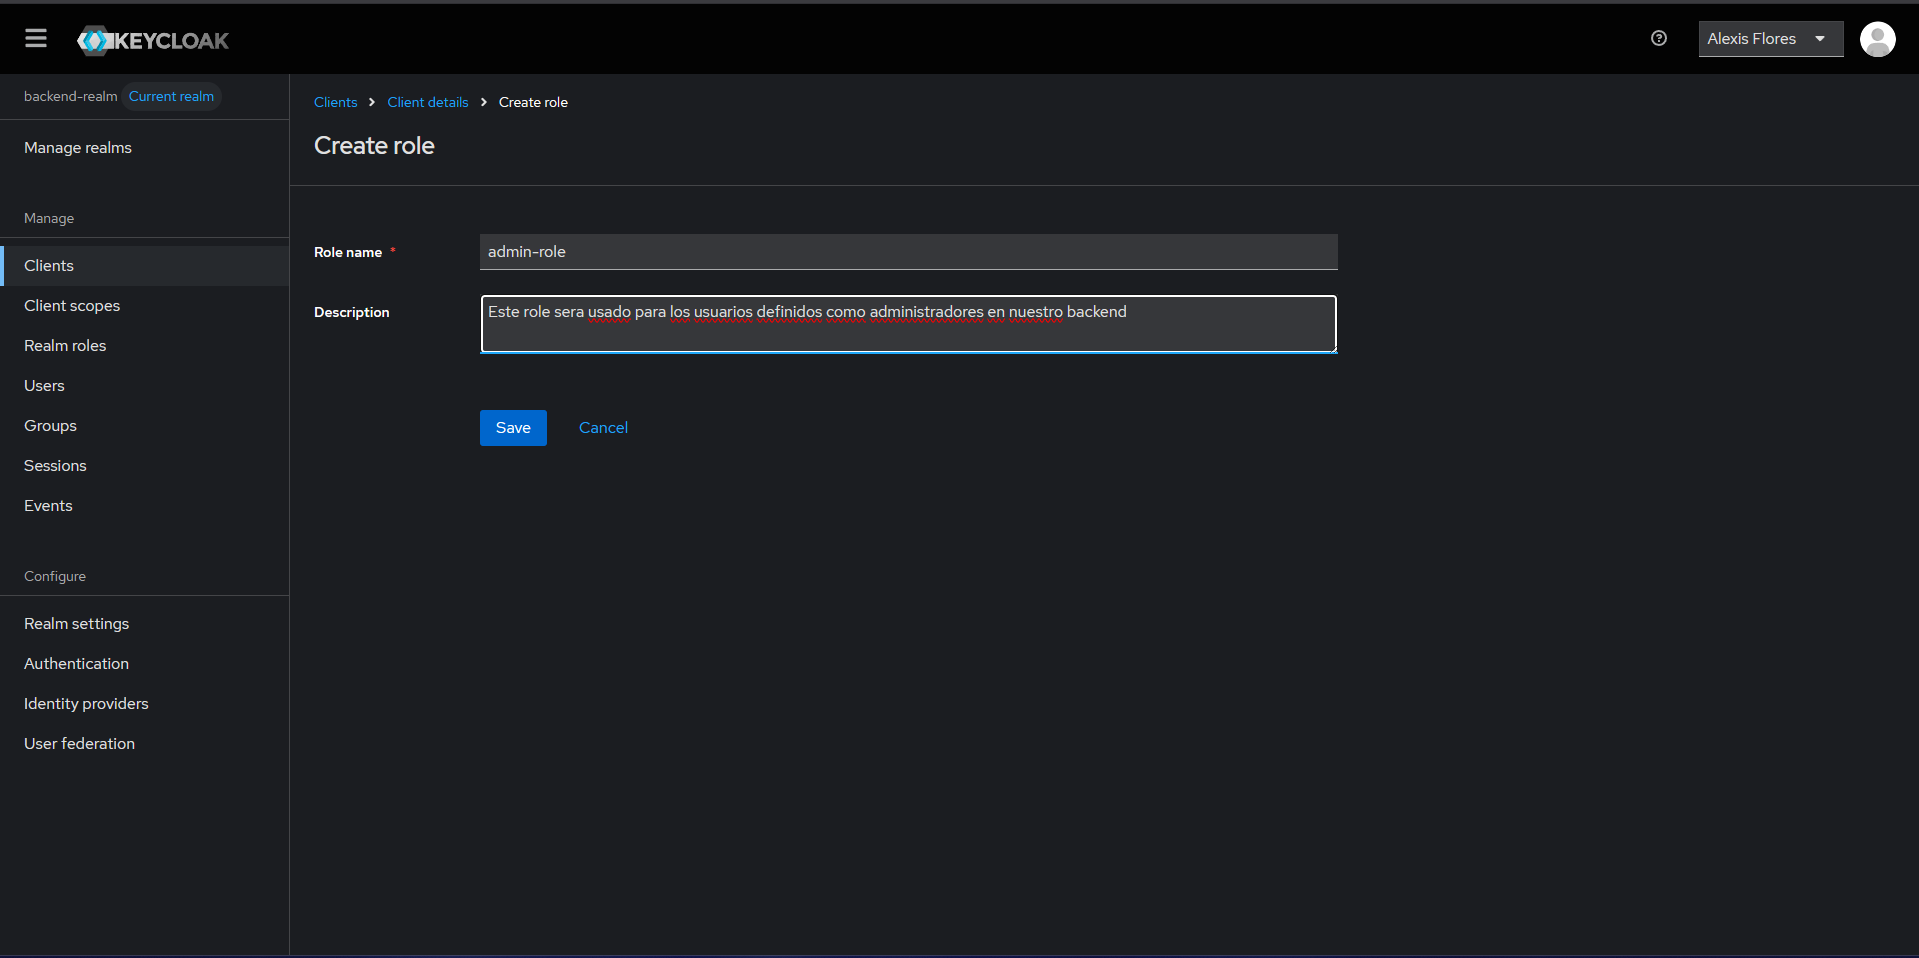 KEYCLOAK
Alexis Flores
backend-realm Current realm
Manage realms
Manage
Clients
Client scopes
Realm roles
Users
Groups
Sessions
Events
Configure
Realm settings
Authentication
Identity providers
User federation
Clients > Client details > Create role
Create role
Role name *
admin-role
Description
Este role sera usado para los usuarios definidos como administradores en nuestro backend
Save Cancel